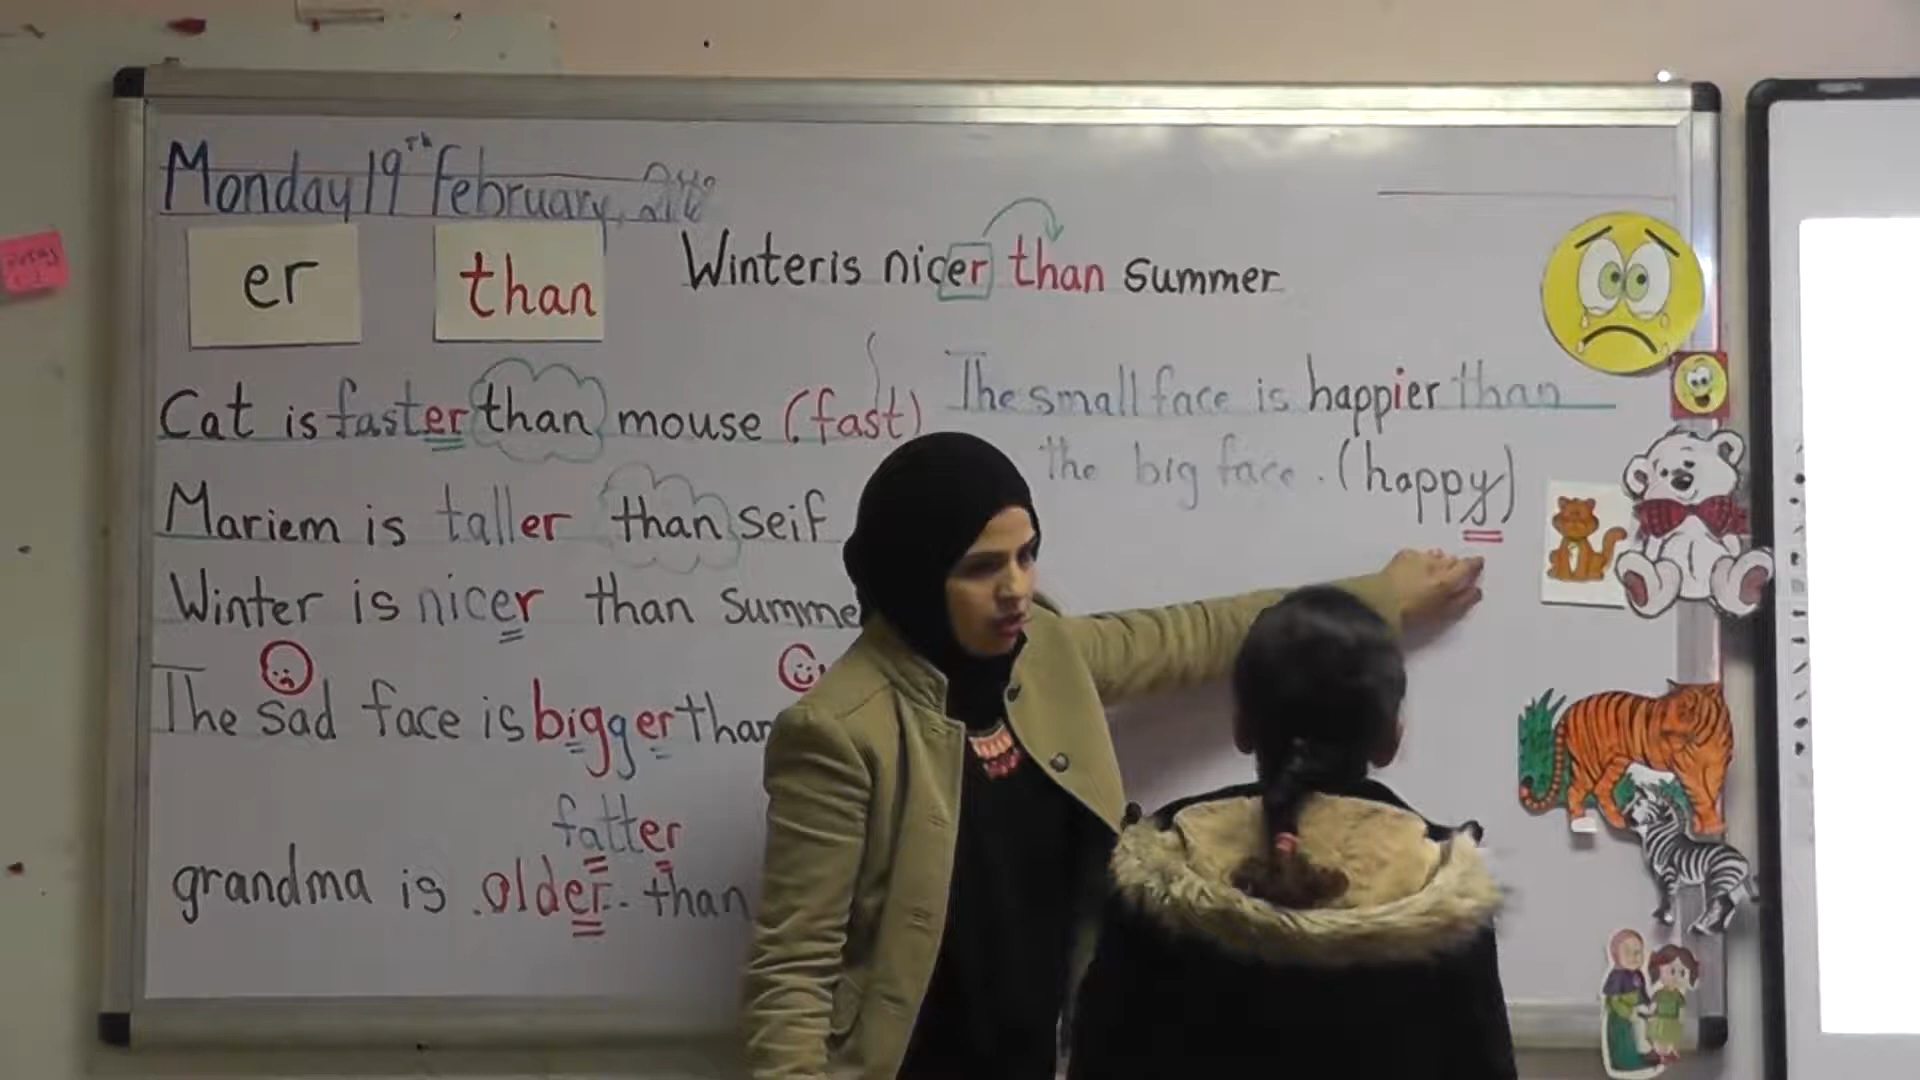 Monday 19th February,
er than Winter is nicer than summer
Cat is faster than mouse (fast)
The small face is happier than
the big face. (happy)
Mariem is taller than seif
Winter is nicer than summe
The sad face is bigger than
fatter
grandma is .older.. than